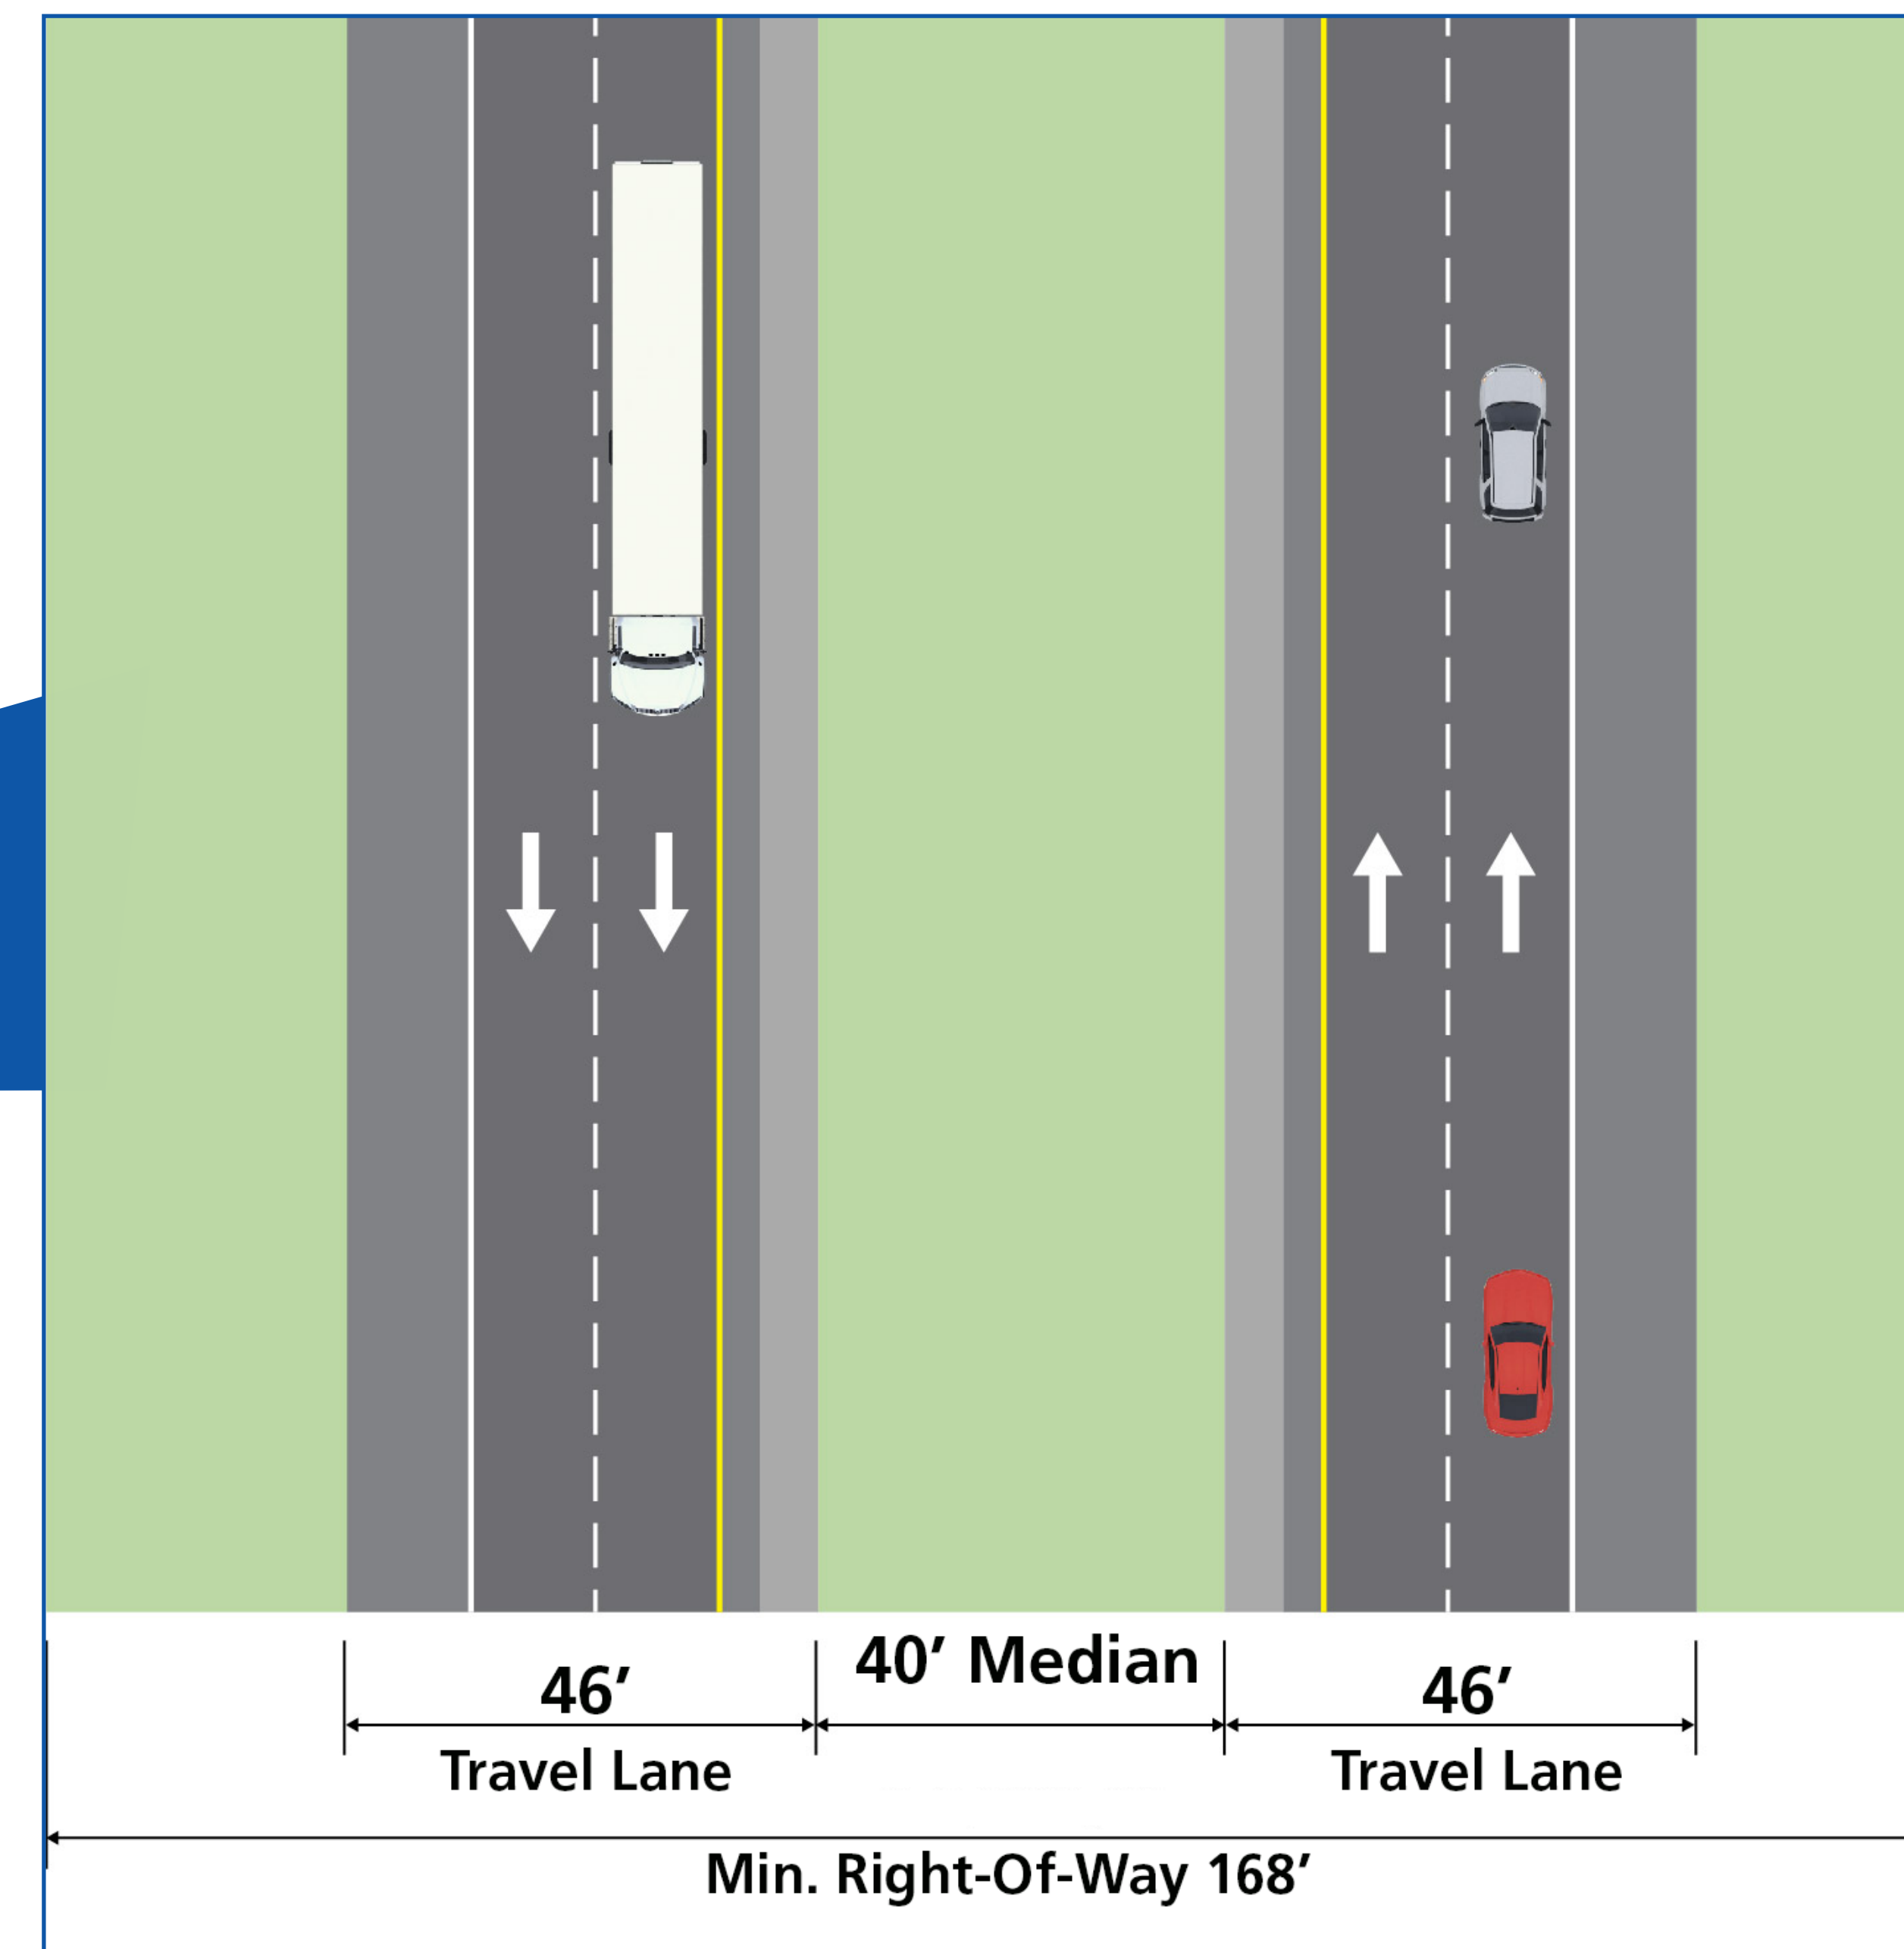 40′ Median
46′
46′
Travel Lane
Travel Lane
Min. Right-Of-Way 168′